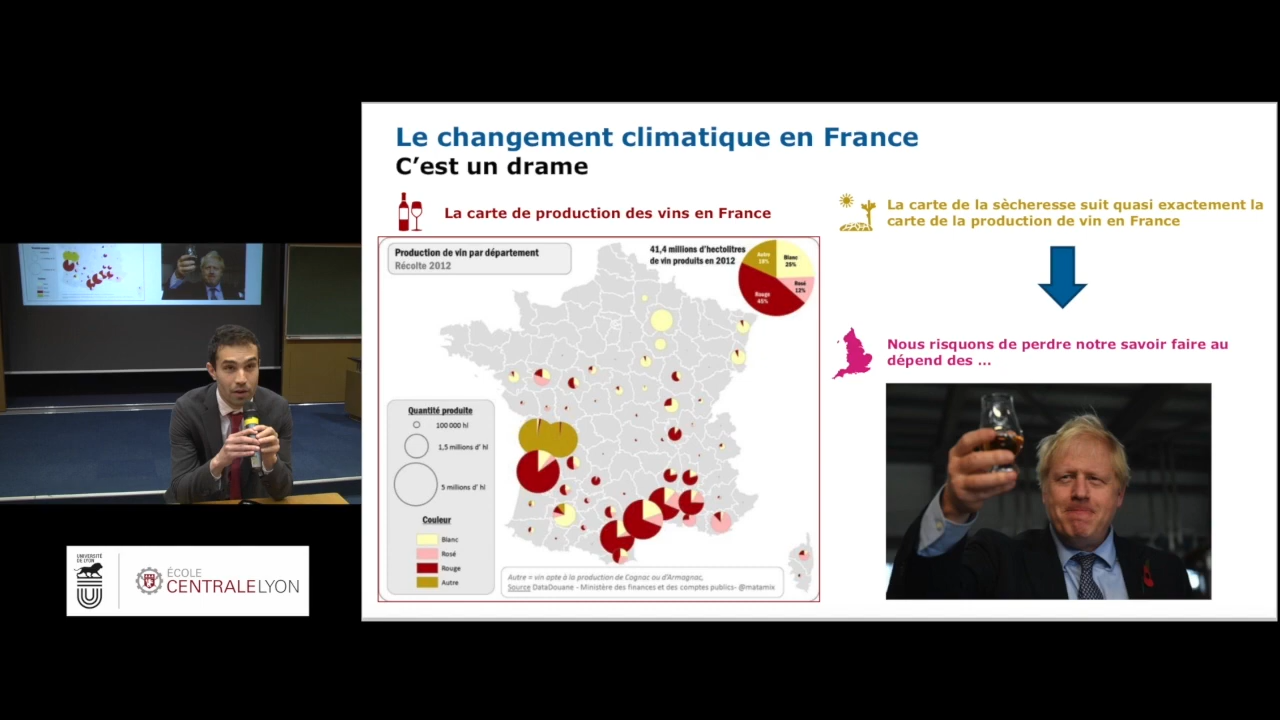 Le changement climatique en France
C’est un drame
La carte de production des vins en France
La carte de la sècheresse suit quasi exactement la
carte de la production de vin en France
Production de vin par département
Récolte 2012
41,4 millions d'hectolitres
de vin produits en 2012
Autre
18%
Blanc
25%
Rosé
12%
Rouge
45%
Nous risquons de perdre notre savoir faire au
dépend des ...
Quantité produite
100 000 hl
1,5 millions d' hl
5 millions d' hl
Couleur
Blanc
Rosé
Rouge
Autre
Autre = vin apte à la production de Cognac ou d'Armagnac,
Source DataDouane - Ministère des finances et des comptes publics- @matamix
UNIVERSITÉ
DE LYON
ÉCOLE
CENTRALELYON